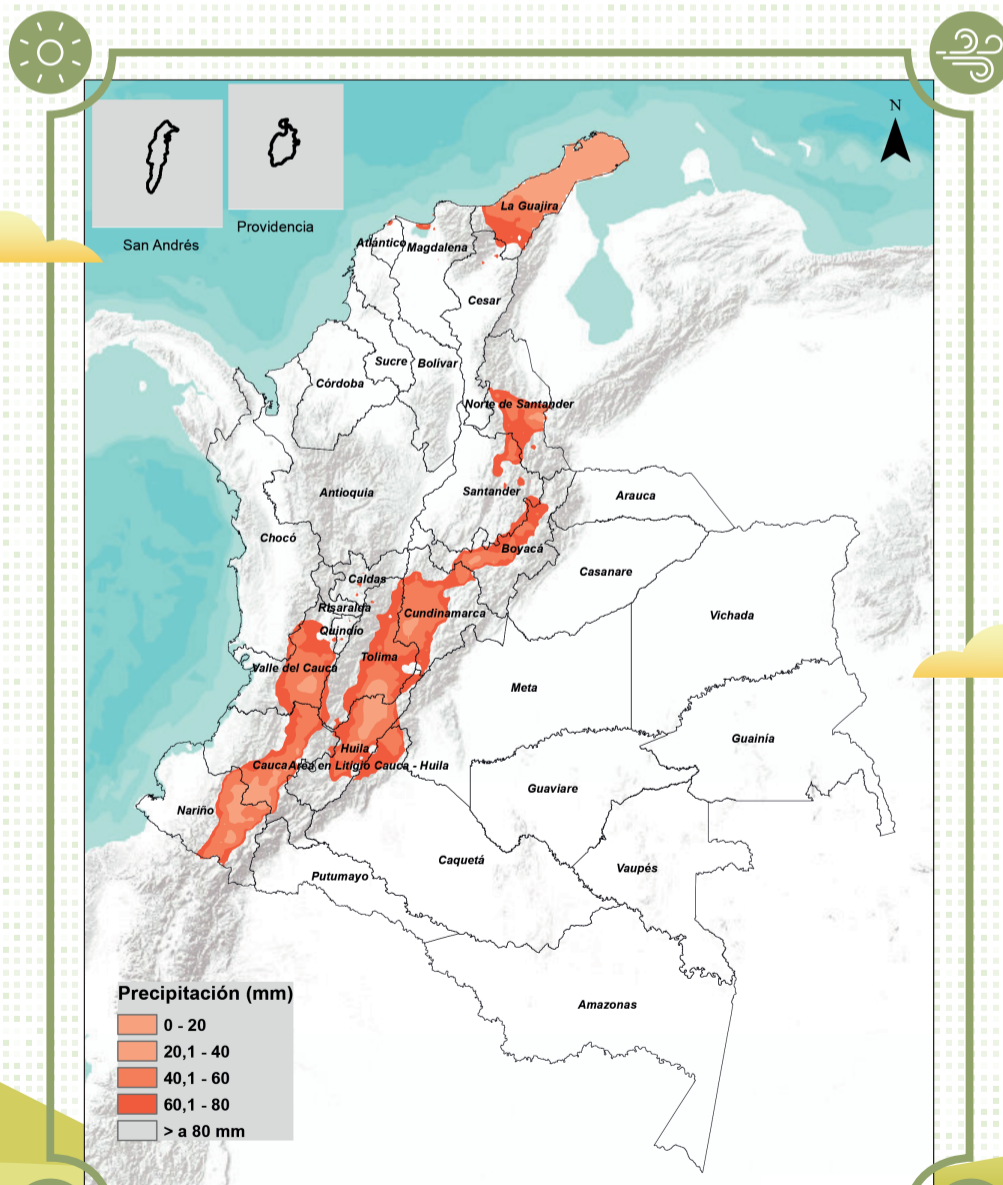 N
San Andrés
Providencia
La Guajira
Atlántico
Magdalena
Cesar
Sucre
Bolívar
Córdoba
Norte de Santander
Antioquia
Santander
Arauca
Chocó
Boyacá
Casanare
Caldas
Risaralda
Cundinamarca
Vichada
Quindío
Tolima
Valle del Cauca
Meta
Guainía
Huila
Cauca
Area en Litigio Cauca - Huila
Guaviare
Nariño
Caquetá
Vaupés
Putumayo
Amazonas
Precipitación (mm)
0 - 20
20,1 - 40
40,1 - 60
60,1 - 80
> a 80 mm